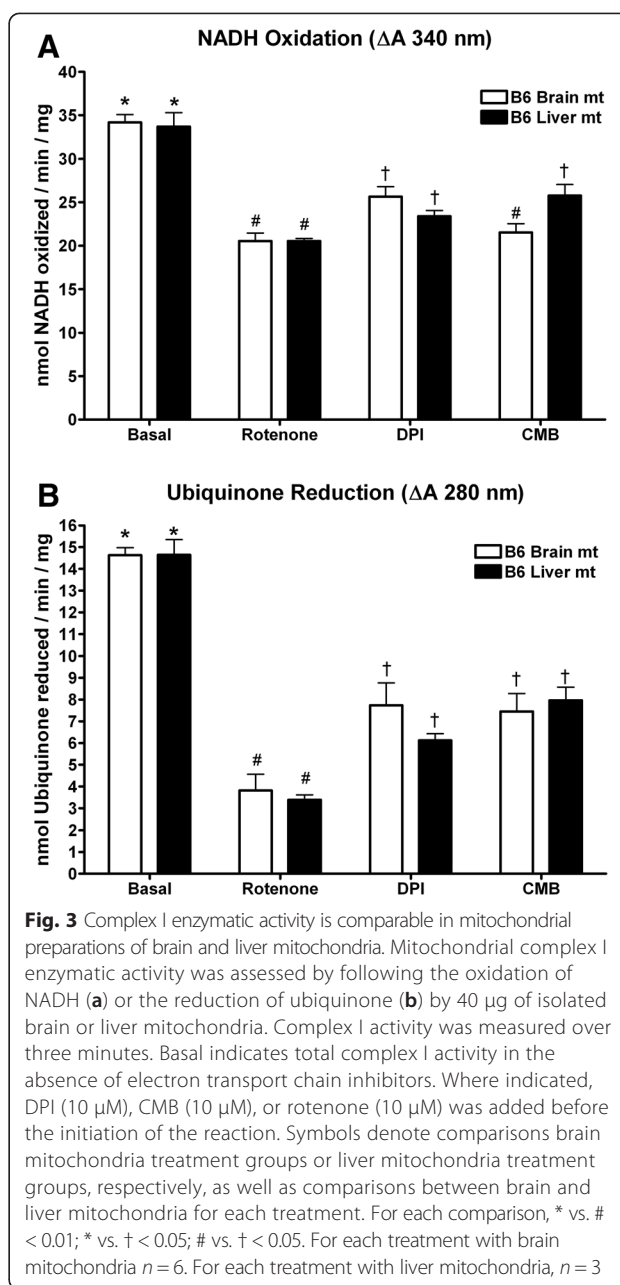 A
NADH Oxidation (ΔA 340 nm)
nmol NADH oxidized / min / mg
40
35
30
25
20
15
10
5
0
B6 Brain mt
B6 Liver mt
* * # # † † # †
Basal Rotenone DPI CMB
B
Ubiquinone Reduction (ΔA 280 nm)
nmol Ubiquinone reduced / min / mg
16
15
14
13
12
11
10
9
8
7
6
5
4
3
2
1
0
B6 Brain mt
B6 Liver mt
* * # # † † † †
Basal Rotenone DPI CMB
Fig. 3 Complex I enzymatic activity is comparable in mitochondrial
preparations of brain and liver mitochondria. Mitochondrial complex I
enzymatic activity was assessed by following the oxidation of
NADH (a) or the reduction of ubiquinone (b) by 40 μg of isolated
brain or liver mitochondria. Complex I activity was measured over
three minutes. Basal indicates total complex I activity in the
absence of electron transport chain inhibitors. Where indicated,
DPI (10 μM), CMB (10 μM), or rotenone (10 μM) was added before
the initiation of the reaction. Symbols denote comparisons brain
mitochondria treatment groups or liver mitochondria treatment
groups, respectively, as well as comparisons between brain and
liver mitochondria for each treatment. For each comparison, * vs. #
< 0.01; * vs. † < 0.05; # vs. † < 0.05. For each treatment with brain
mitochondria n = 6. For each treatment with liver mitochondria, n = 3